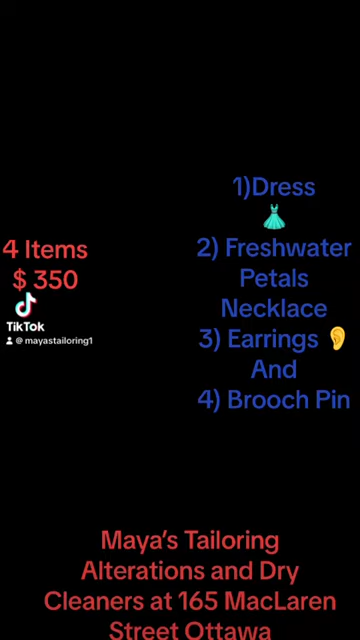 1)Dress
👗
4 Items
$ 350
2) Freshwater
Petals
Necklace
3) Earrings 👂
And
4) Brooch Pin
TikTok
@ mayastailoring1
Maya's Tailoring
Alterations and Dry
Cleaners at 165 MacLaren
Street Ottawa